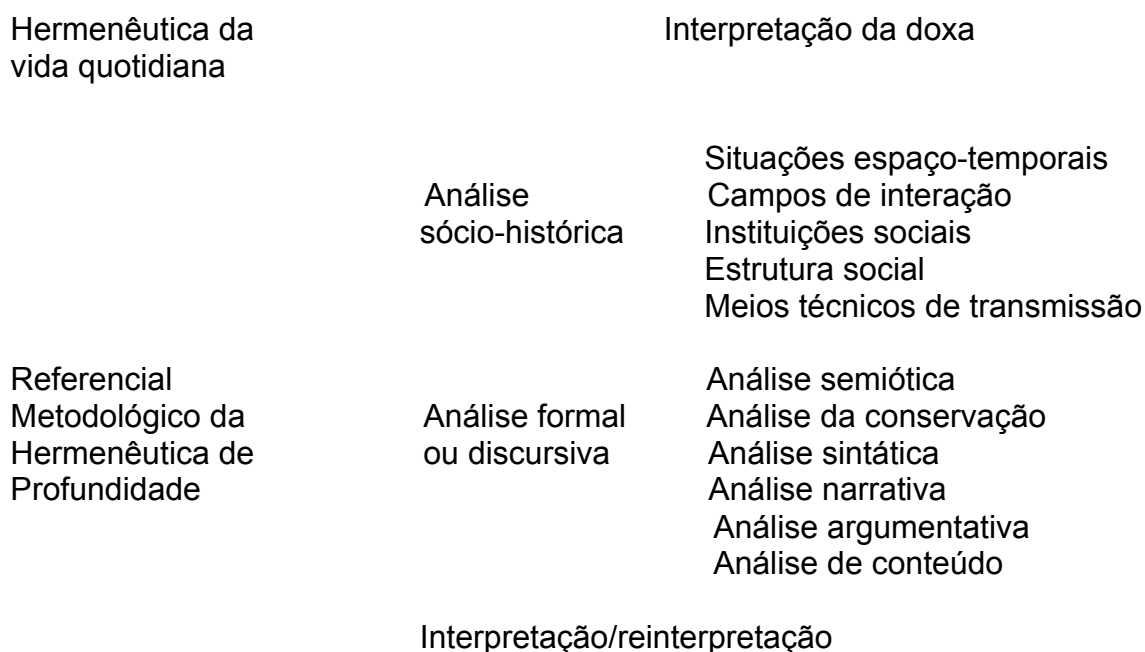 Hermenêutica da Interpretação da doxa
vida quotidiana
Situações espaço-temporais
Análise Campos de interação
sócio-histórica Instituições sociais
Estrutura social
Meios técnicos de transmissão
Referencial Análise semiótica
Metodológico da Análise formal Análise da conservação
Hermenêutica de ou discursiva Análise sintática
Profundidade Análise narrativa
Análise argumentativa
Análise de conteúdo
Interpretação/reinterpretação